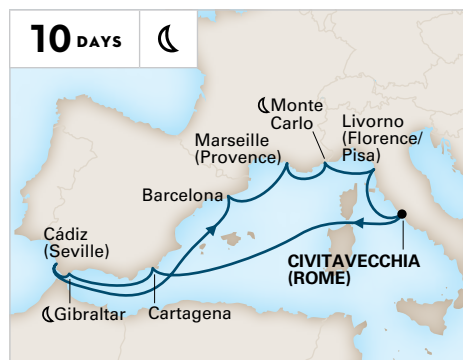 10 DAYS
Monte
Carlo
Livorno
(Florence/
Pisa)
Marseille
(Provence)
Barcelona
Cádiz
(Seville)
CIVITAVECCHIA
(ROME)
Gibraltar
Cartagena